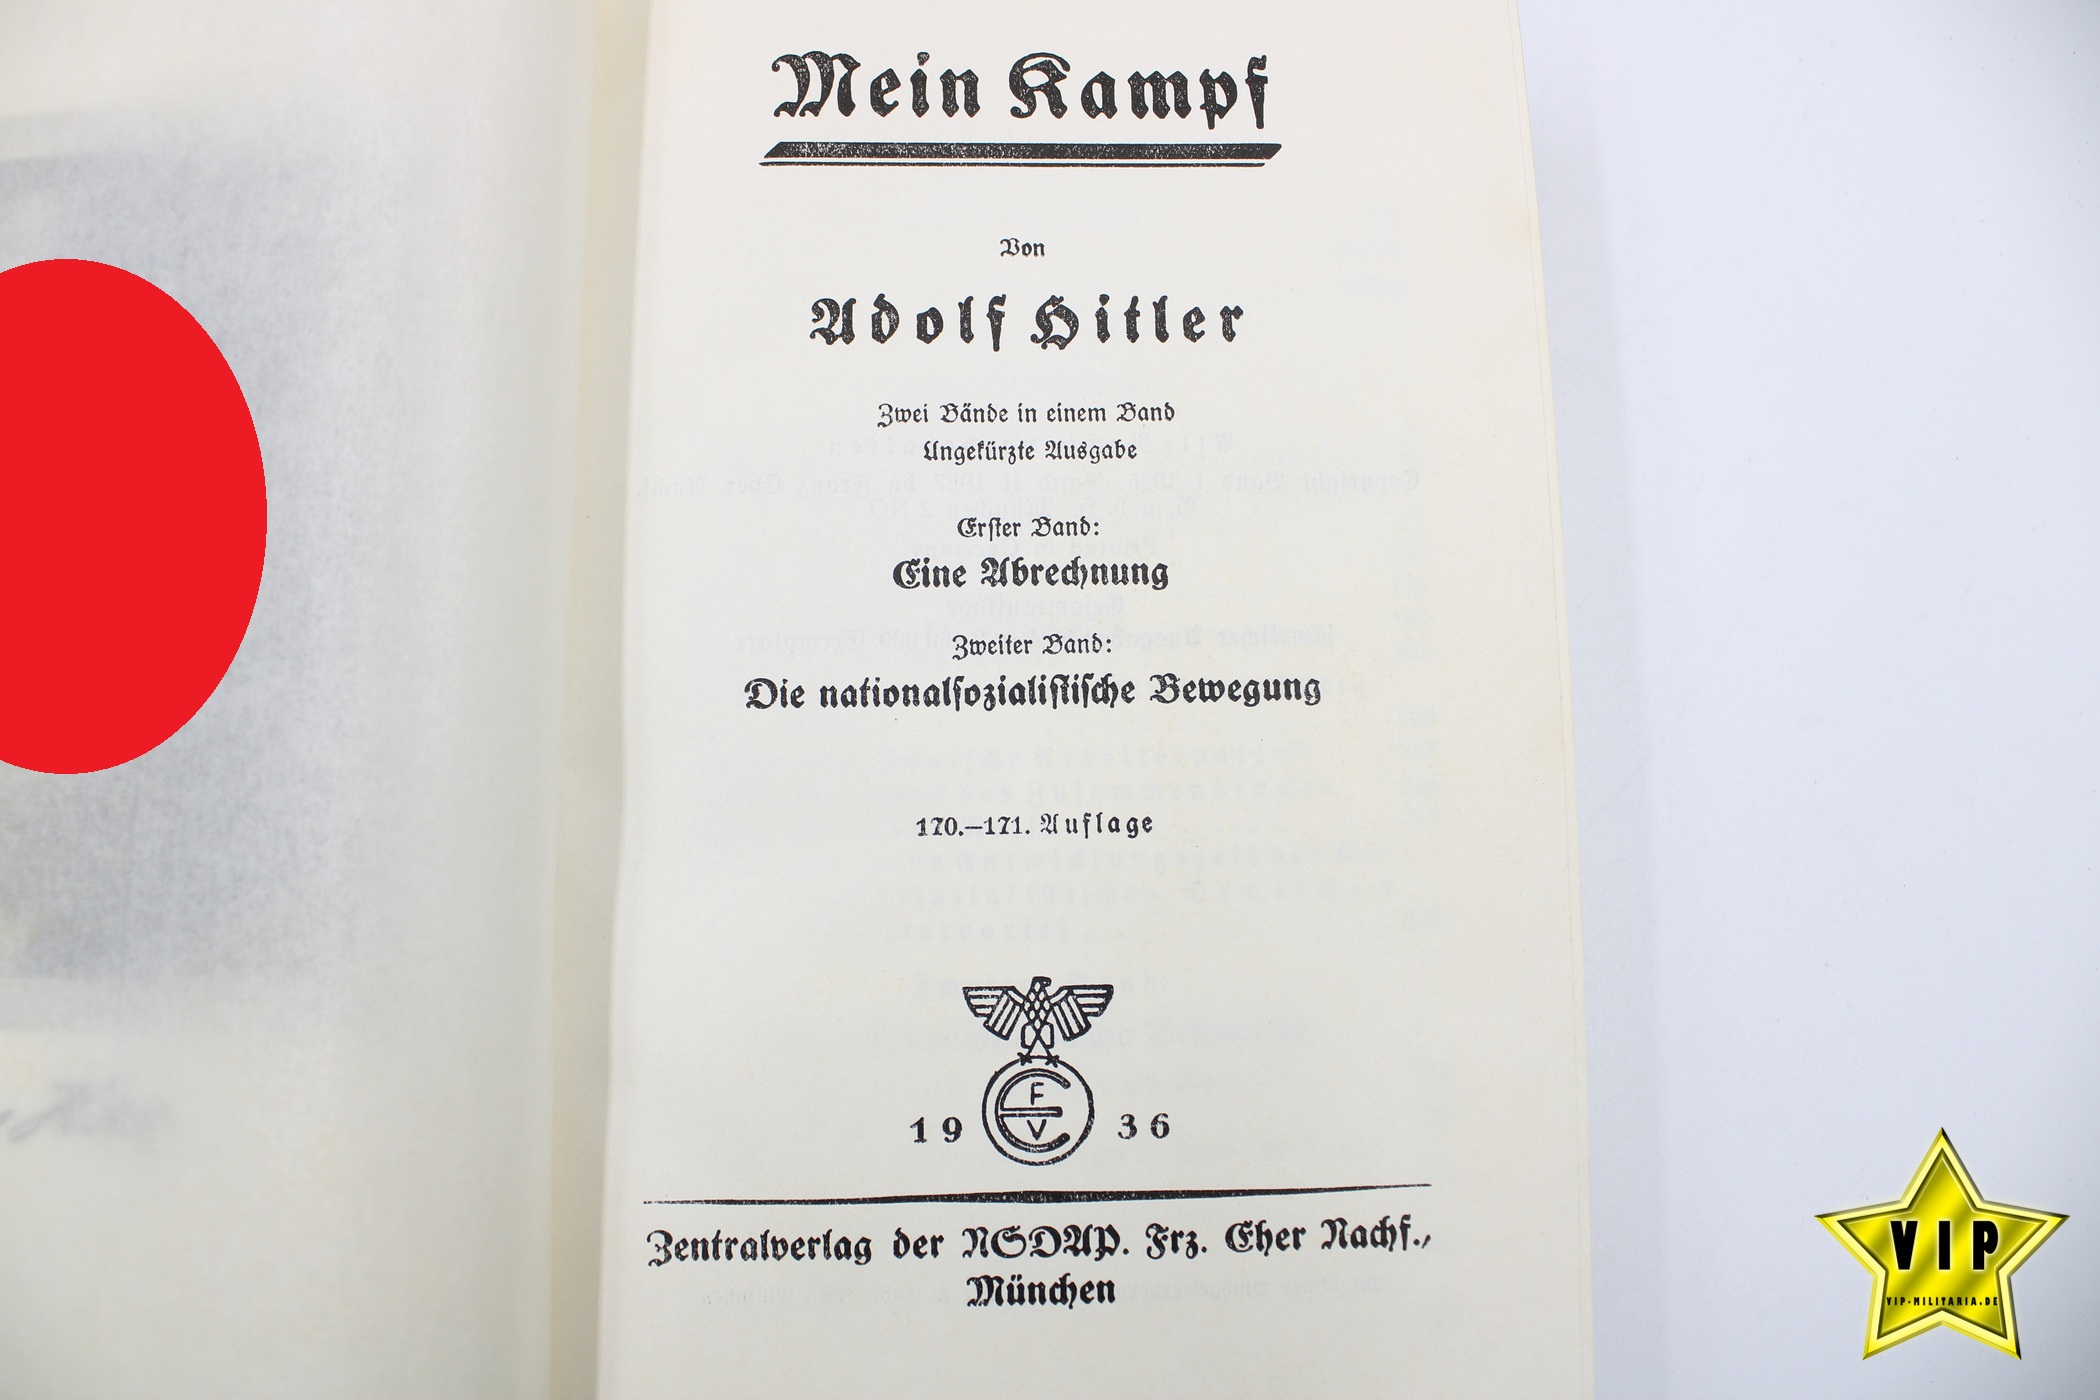 Mein Kampf
Von
Adolf Hitler
Zwei Bände in einem Band
Ungekürzte Ausgabe
Erster Band:
Eine Abrechnung
Zweiter Band:
Die nationalsozialistische Bewegung
170.—171. Auflage
F
E
V
19 36
Zentralverlag der NSDAP. Frz. Eher Nachf.,
München
VIP
VIP-MILITARIA.DE